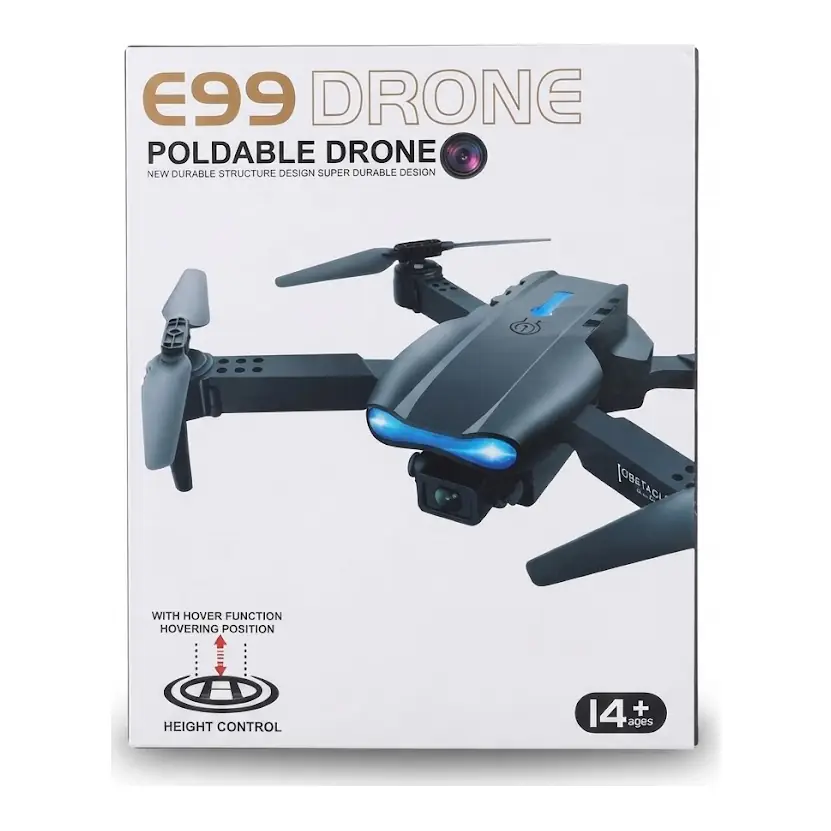 E99 DRONE
POLDABLE DRONE
NEW DURABLE STRUCTURE DESIGN SUPER DURABLE DESIGN
WITH HOVER FUNCTION
HOVERING POSITION
HEIGHT CONTROL
14+
ages